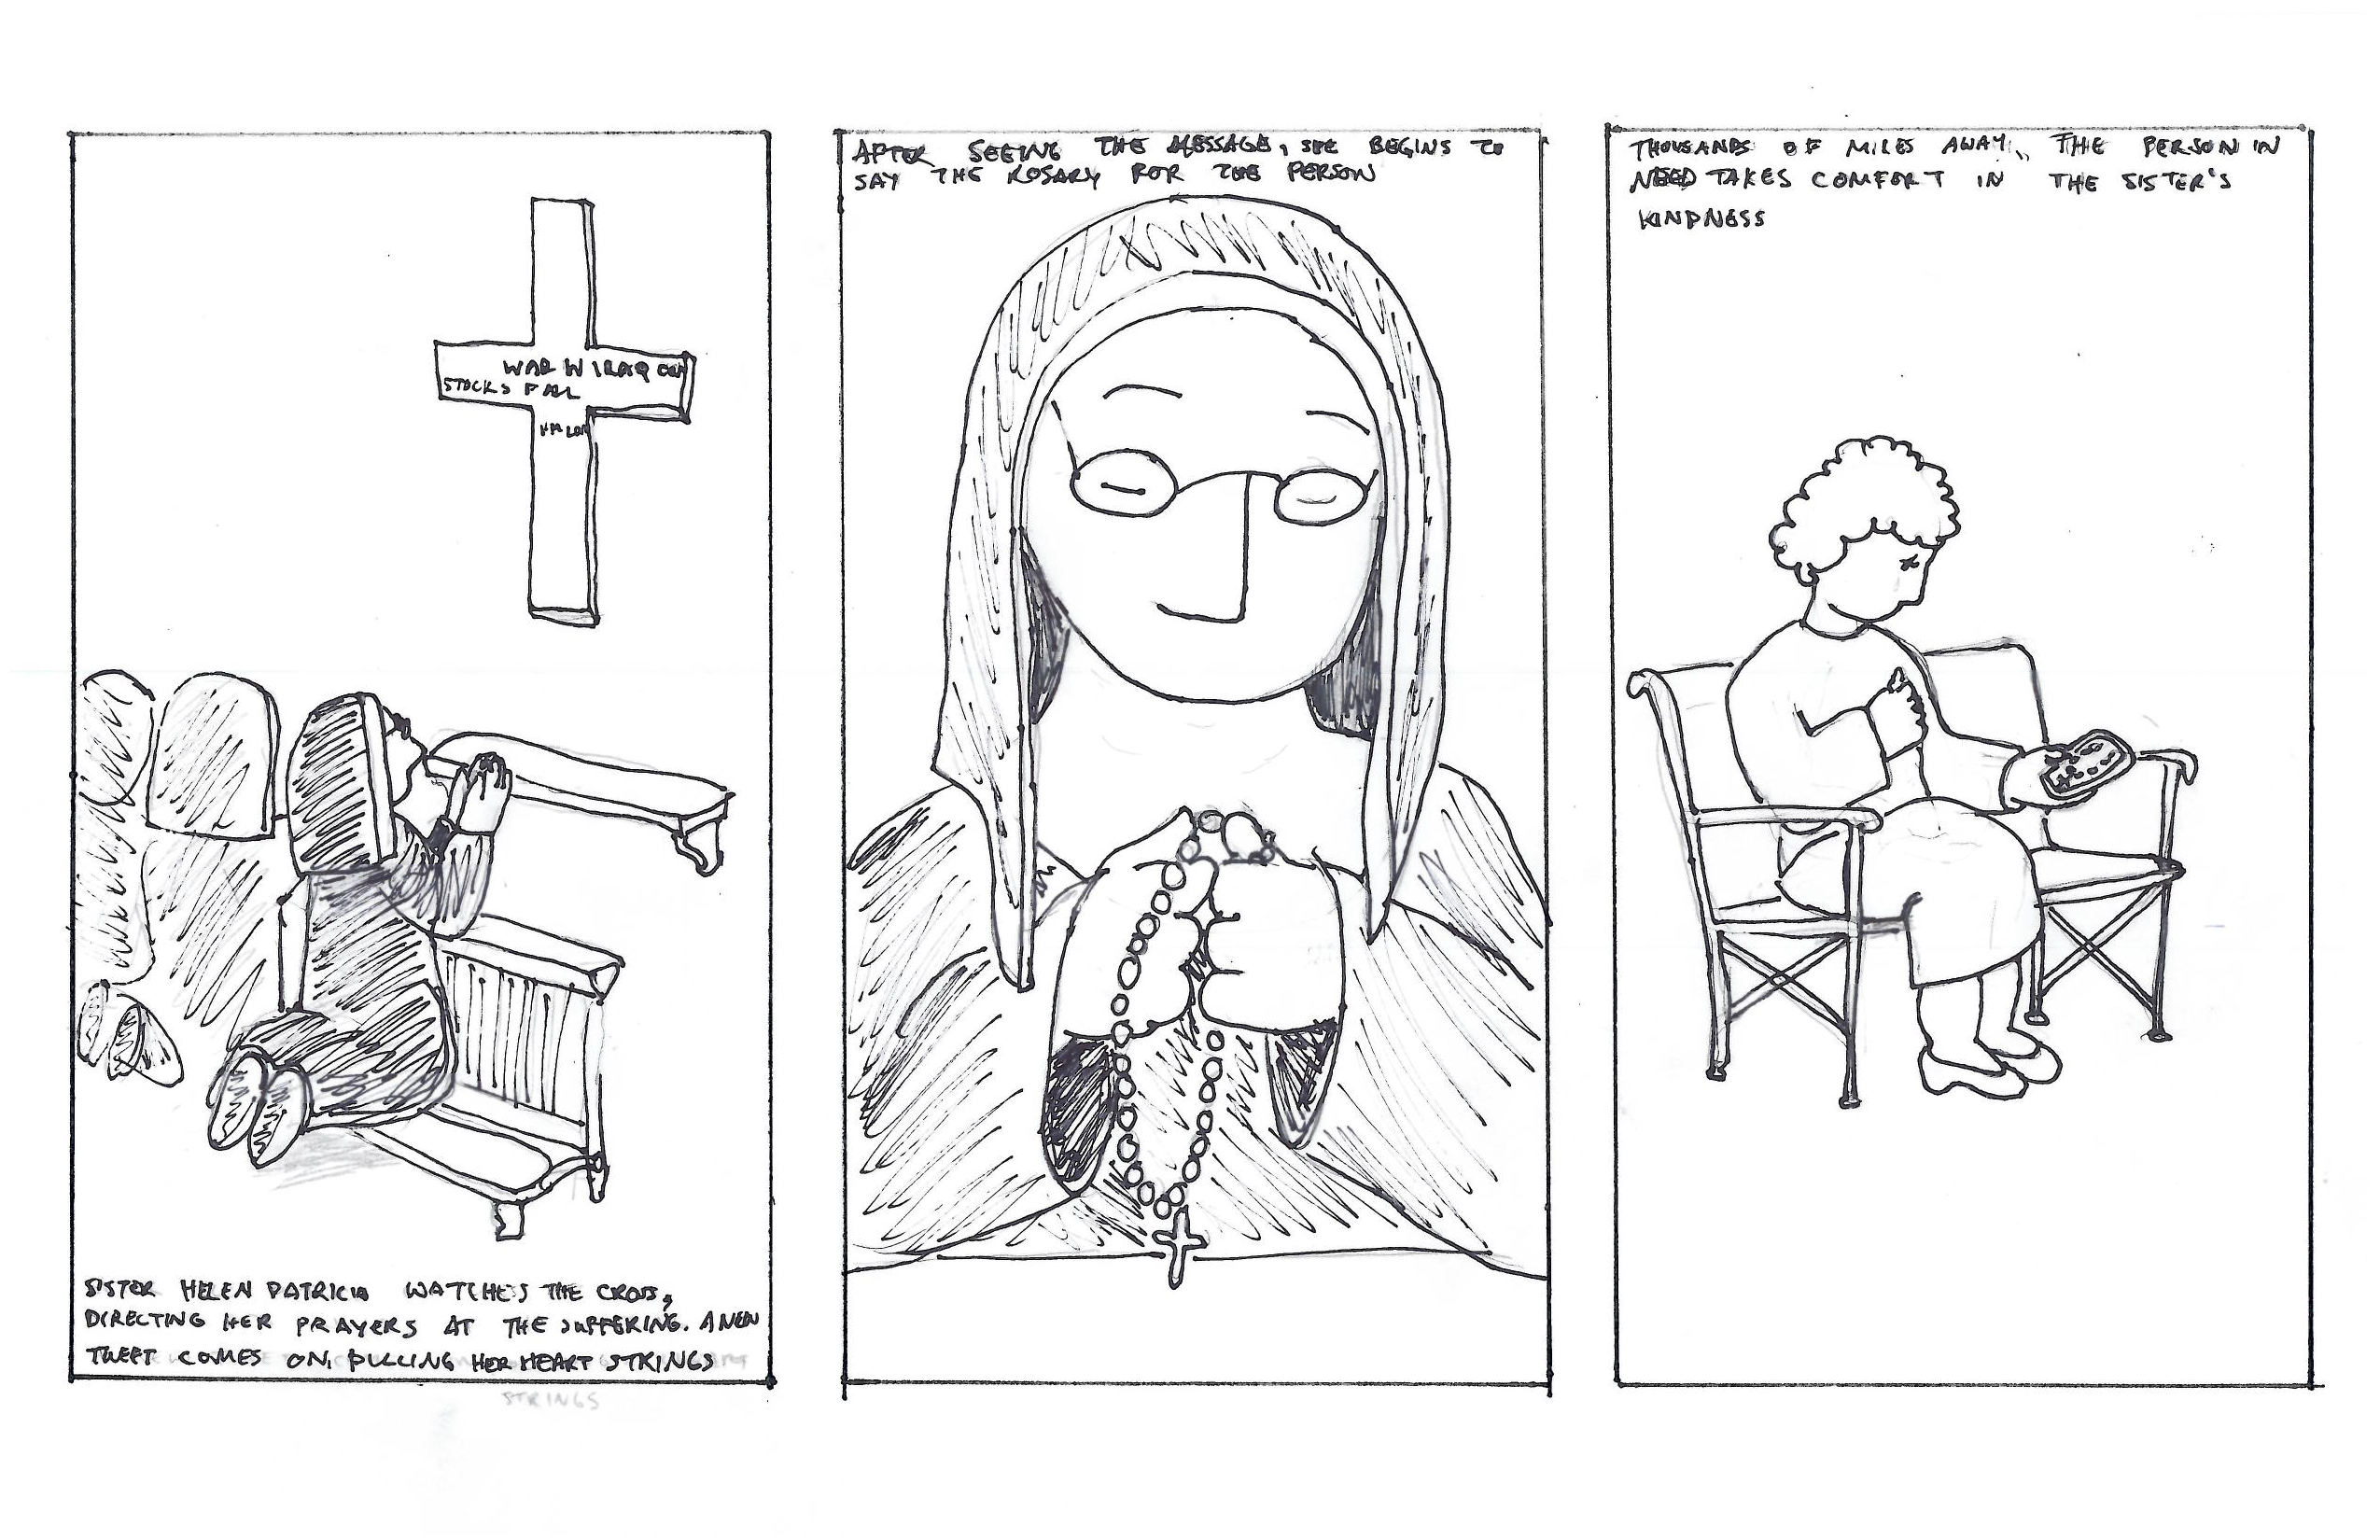 WAR W IRAQ
STOCKS FALL
SISTER HELEN PATRICIA WATCHES THE CROSS,
DIRECTING HER PRAYERS AT THE SUFFERING. A NEW
TWEET COMES ON, PULLING HER HEART STRINGS
STRINGS
AFTER SEEING THE MESSAGE, SHE BEGINS TO
SAY THE ROSARY FOR THE PERSON
THOUSANDS OF MILES AWAY, THE PERSON IN
NEED TAKES COMFORT IN THE SISTER'S
KINDNESS